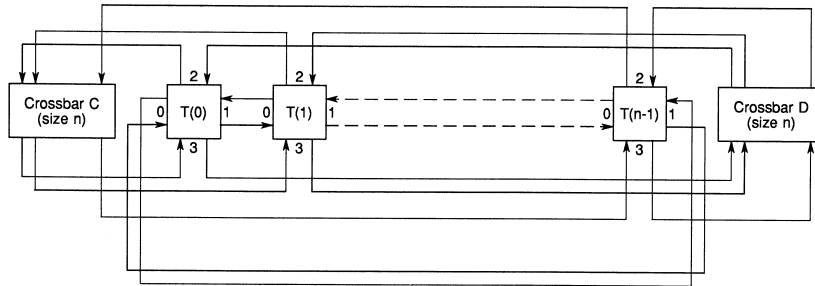 2 2 2
Crossbar C
(size n)
0 T(0) 1
0 T(1) 1
0 T(n-1) 1
Crossbar D
(size n)
3 3 3